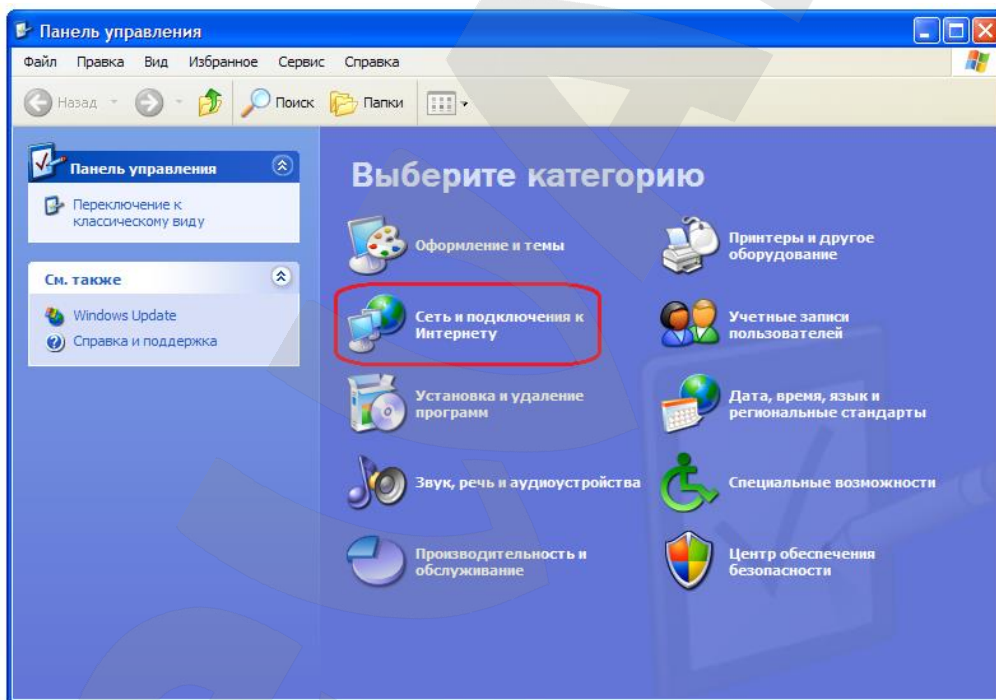 Панель управления
Файл Правка Вид Избранное Сервис Справка
Назад Поиск Папки
Панель управления
Переключение к
классическому виду
См. также
Windows Update
Справка и поддержка
Выберите категорию
Оформление и темы
Принтеры и другое
оборудование
Сеть и подключения к
Интернету
Учетные записи
пользователей
Установка и удаление
программ
Дата, время, язык и
региональные стандарты
Звук, речь и аудиоустройства
Специальные возможности
Производительность и
обслуживание
Центр обеспечения
безопасности